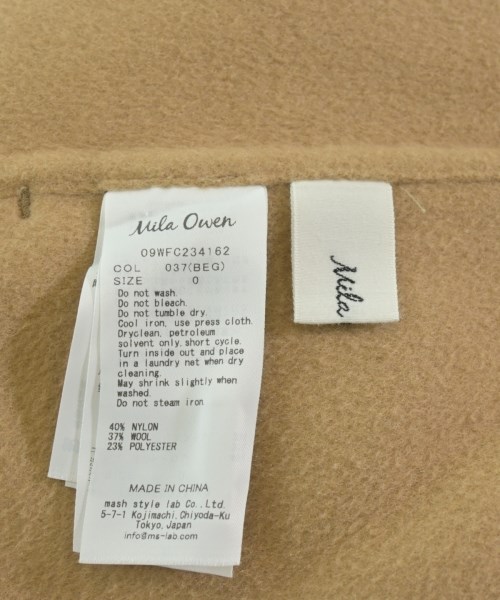 Mila Owen
09WFC234162
COL 037(BEG)
SIZE 0
Do not wash.
Do not bleach.
Do not tumble dry.
Cool iron, use press cloth.
Dryclean, petroleum
solvent only, short cycle.
Turn inside out and place
in a laundry net when dry
cleaning.
May shrink slightly when
washed.
Do not steam iron
40% NYLON
37% WOOL
23% POLYESTER
MADE IN CHINA
mash style lab Co.,Ltd.
5-7-1 Kojimachi,Chiyoda-Ku
Tokyo,Japan
info@ms-lab.com
Mila